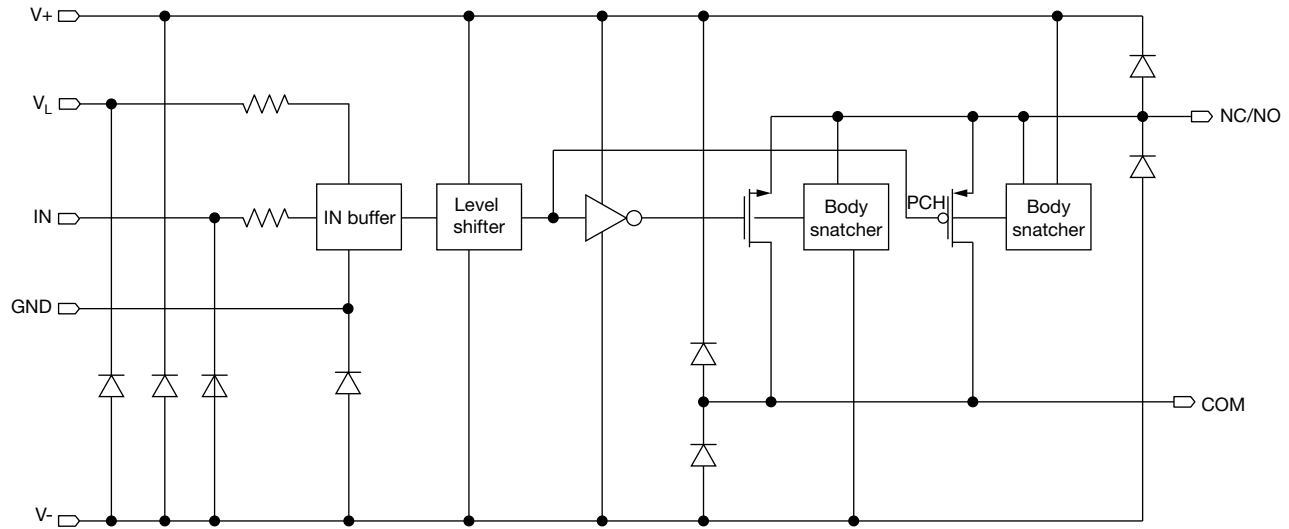 V+
VL
NC/NO
PCH
IN
IN buffer
Level
shifter
Body
snatcher
Body
snatcher
GND
COM
V-